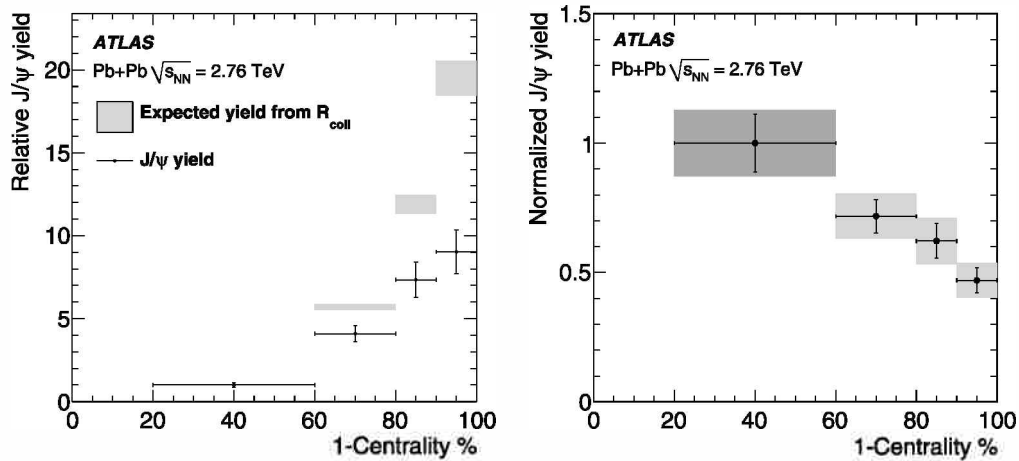 Relative J/ψ yield
20
15
10
5
0
ATLAS
Pb+Pb √sNN = 2.76 TeV
Expected yield from Rcoll
J/ψ yield
0 20 40 60 80 100
1-Centrality %
Normalized J/ψ yield
1.5
1
0.5
0
ATLAS
Pb+Pb √sNN = 2.76 TeV
0 20 40 60 80 100
1-Centrality %